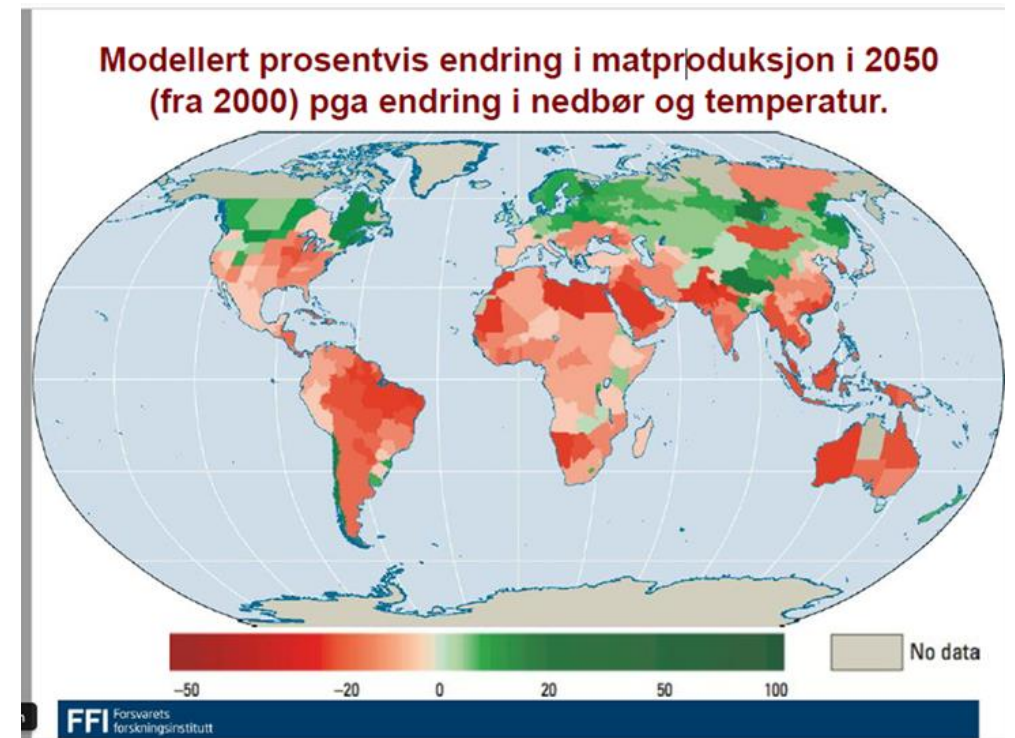 Modellert prosentvis endring i matproduksjon i 2050
(fra 2000) pga endring i nedbør og temperatur.
No data
–50 –20 0 20 50 100
FFI Forsvarets
forskningsinstitutt